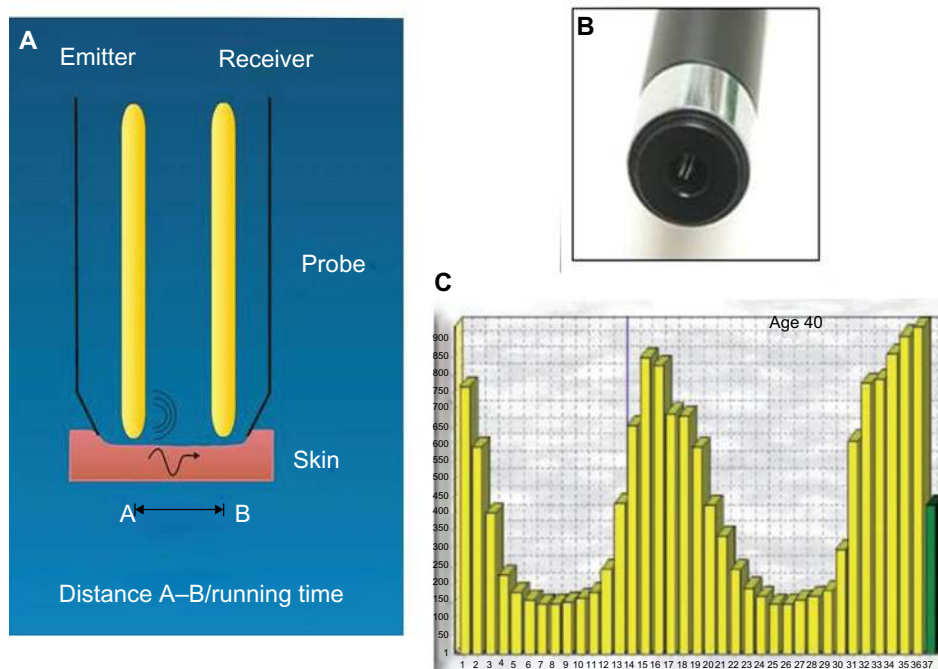 A
Emitter
Receiver
Probe
Skin
A
B
Distance A–B/running time
B
C
Age 40
900
850
800
750
700
650
600
550
500
450
400
350
300
250
200
150
100
50
1
1 2 3 4 5 6 7 8 9 10 11 12 13 14 15 16 17 18 19 20 21 22 23 24 25 26 27 28 29 30 31 32 33 34 35 36 37